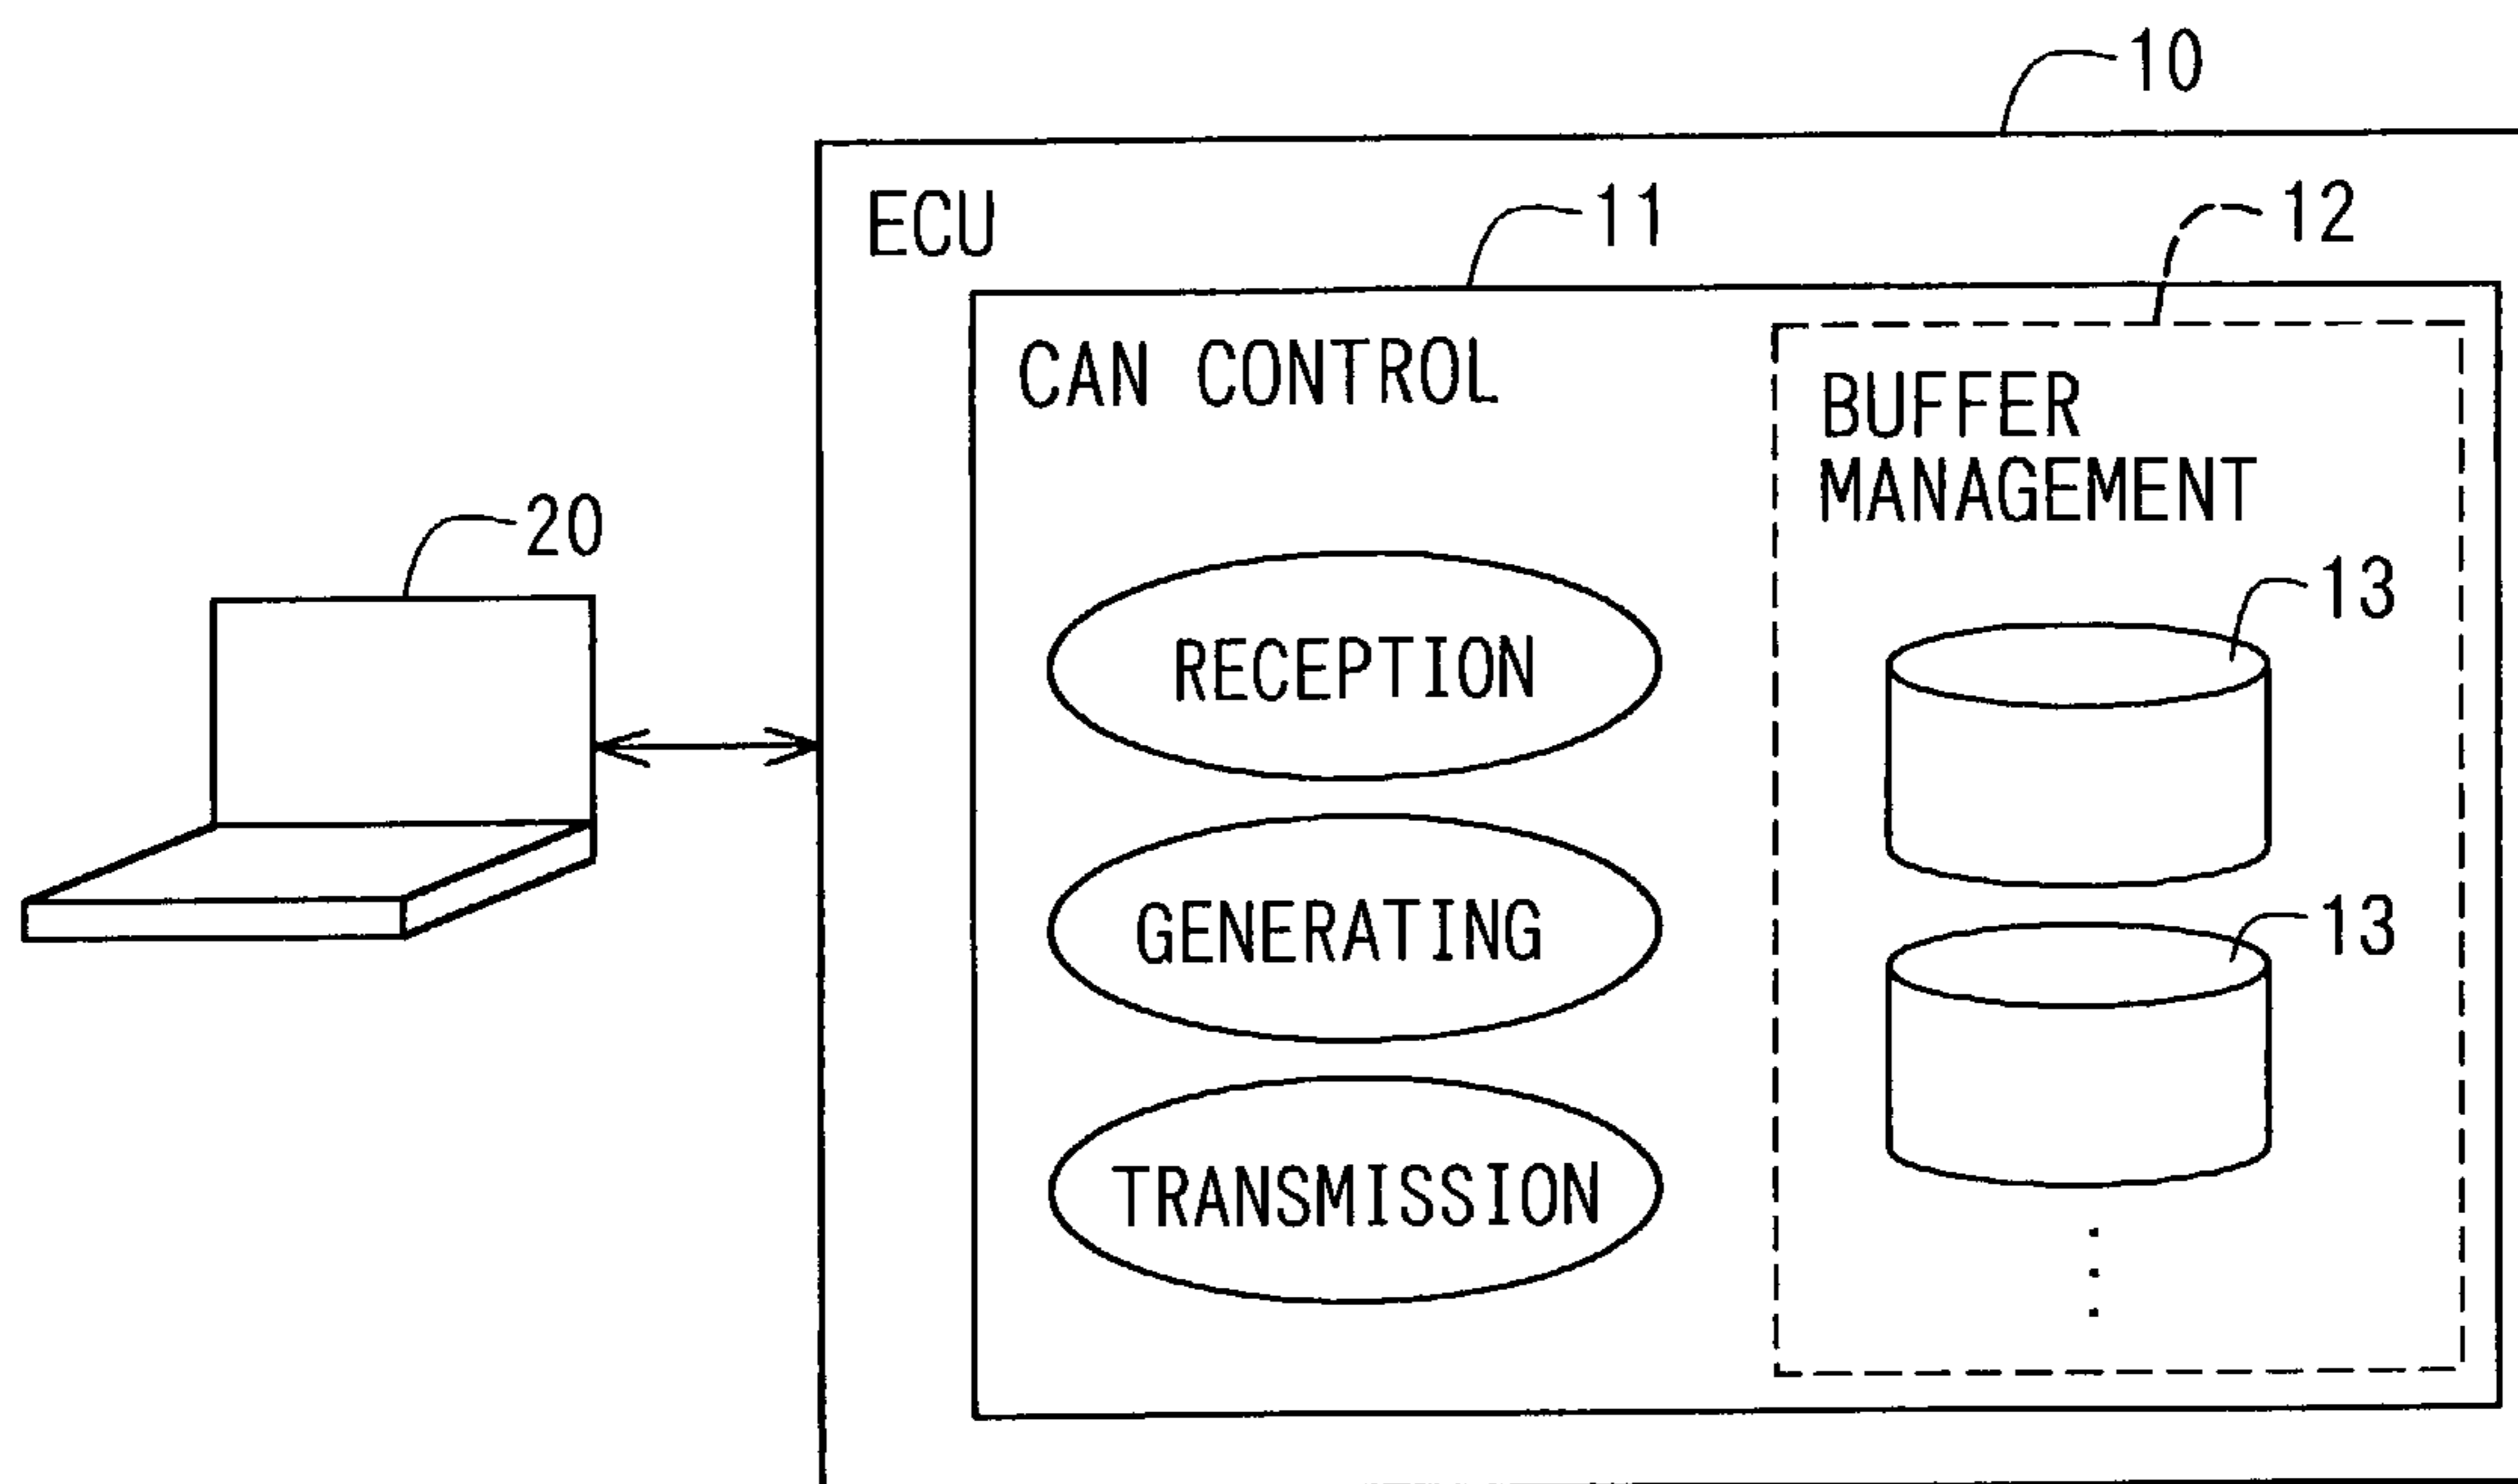 10
ECU
11
12
CAN CONTROL
BUFFER
MANAGEMENT
20
13
RECEPTION
13
GENERATING
TRANSMISSION